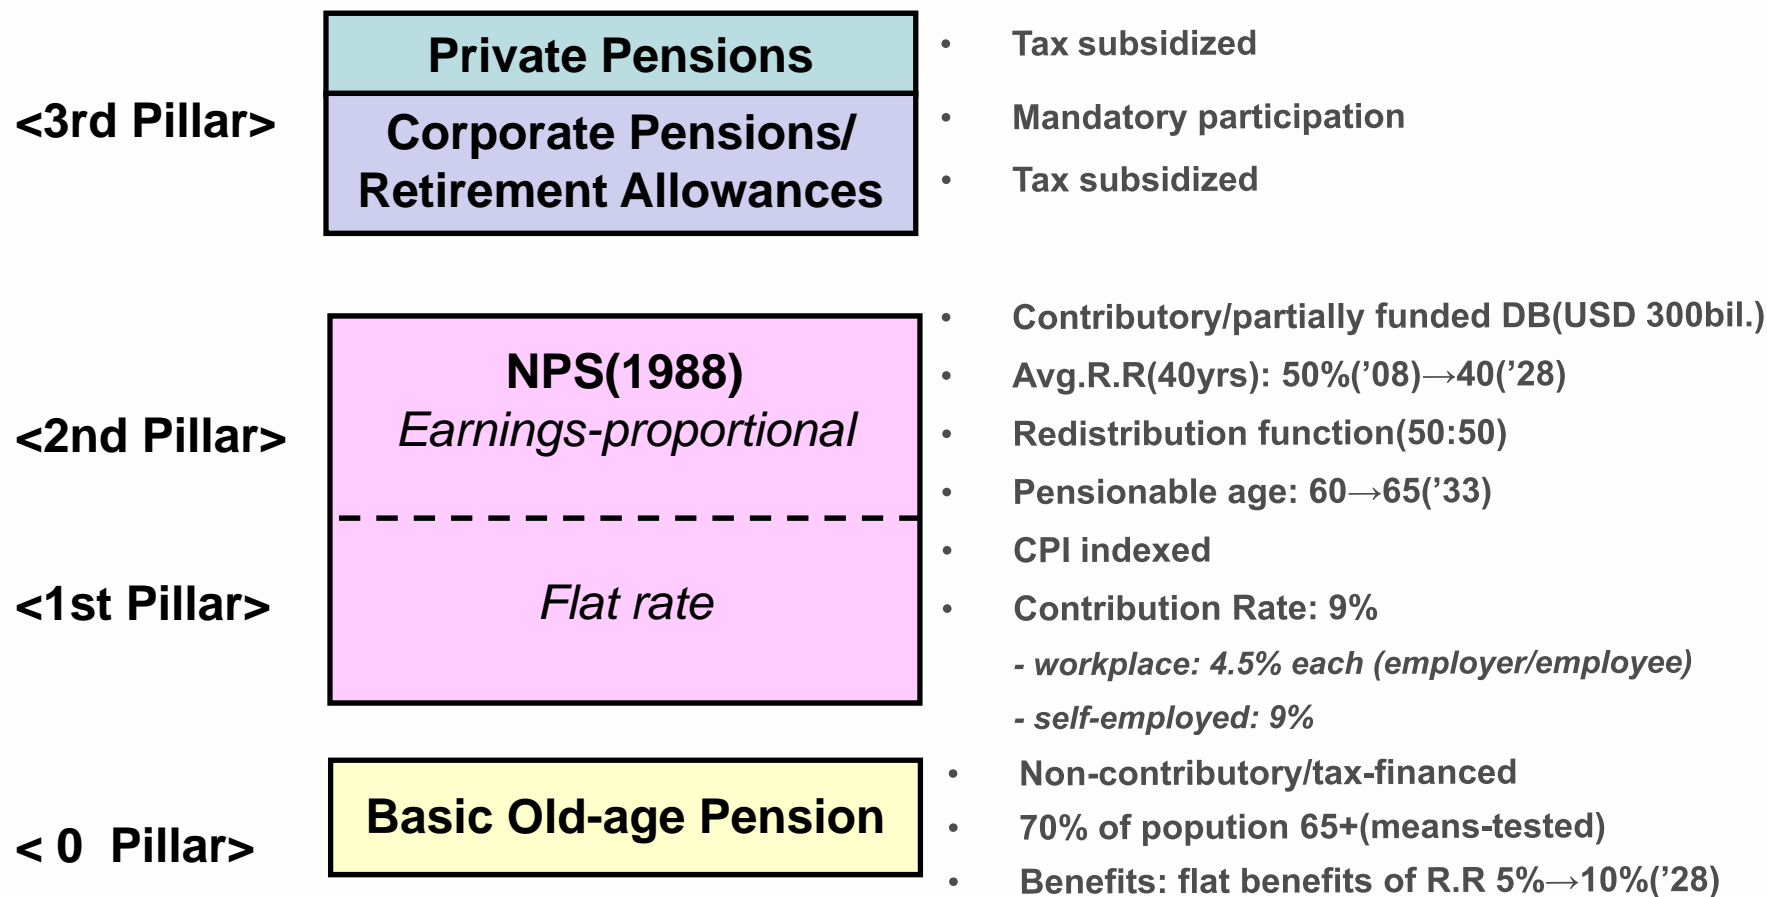 Private Pensions
• Tax subsidized
<3rd Pillar>
Corporate Pensions/
Retirement Allowances
• Mandatory participation
• Tax subsidized
<2nd Pillar>
NPS(1988)
Earnings-proportional
<1st Pillar>
Flat rate
• Contributory/partially funded DB(USD 300bil.)
• Avg.R.R(40yrs): 50%(’08)→40(’28)
• Redistribution function(50:50)
• Pensionable age: 60→65(’33)
• CPI indexed
• Contribution Rate: 9%
- workplace: 4.5% each (employer/employee)
- self-employed: 9%
< 0 Pillar>
Basic Old-age Pension
• Non-contributory/tax-financed
• 70% of popution 65+(means-tested)
• Benefits: flat benefits of R.R 5%→10%(’28)